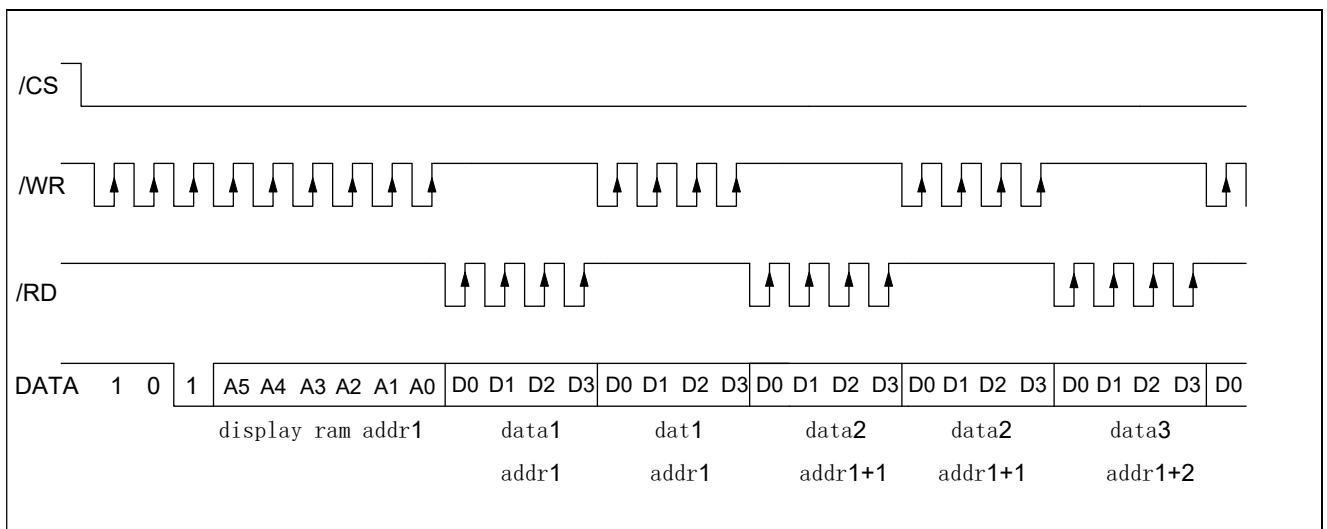 /CS
/WR
/RD
DATA 1 0 1 A5 A4 A3 A2 A1 A0 D0 D1 D2 D3 D0 D1 D2 D3 D0 D1 D2 D3 D0 D1 D2 D3 D0 D1 D2 D3 D0
display ram addr1 data1 dat1 data2 data2 data3
addr1 addr1 addr1+1 addr1+1 addr1+2